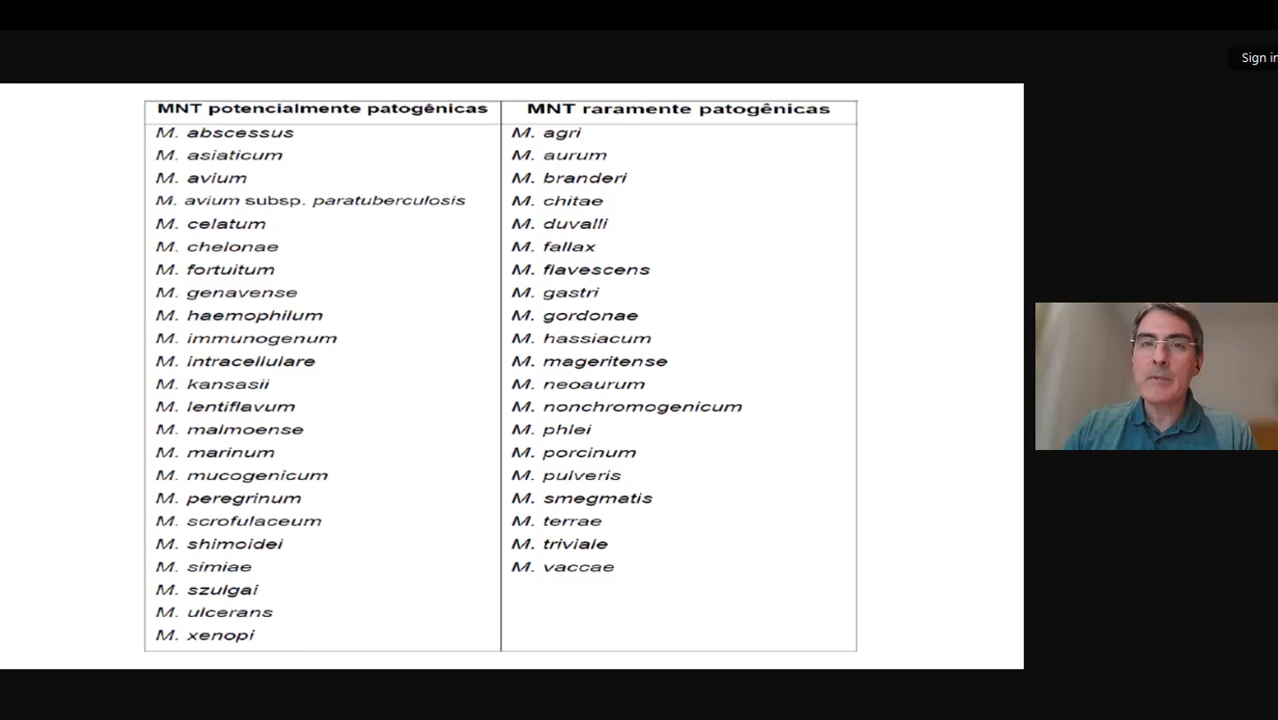 Sign in
MNT potencialmente patogênicas
M. abscessus
M. asiaticum
M. avium
M. avium subsp. paratuberculosis
M. celatum
M. chelonae
M. fortuitum
M. genavense
M. haemophilum
M. immunogenum
M. intracellulare
M. kansasii
M. lentiflavum
M. malmoense
M. marinum
M. mucogenicum
M. peregrinum
M. scrofulaceum
M. shimoidei
M. simiae
M. szulgai
M. ulcerans
M. xenopi
MNT raramente patogênicas
M. agri
M. aurum
M. branderi
M. chitae
M. duvalli
M. fallax
M. flavescens
M. gastri
M. gordonae
M. hassiacum
M. mageritense
M. neoaurum
M. nonchromogenicum
M. phlei
M. porcinum
M. pulveris
M. smegmatis
M. terrae
M. triviale
M. vaccae